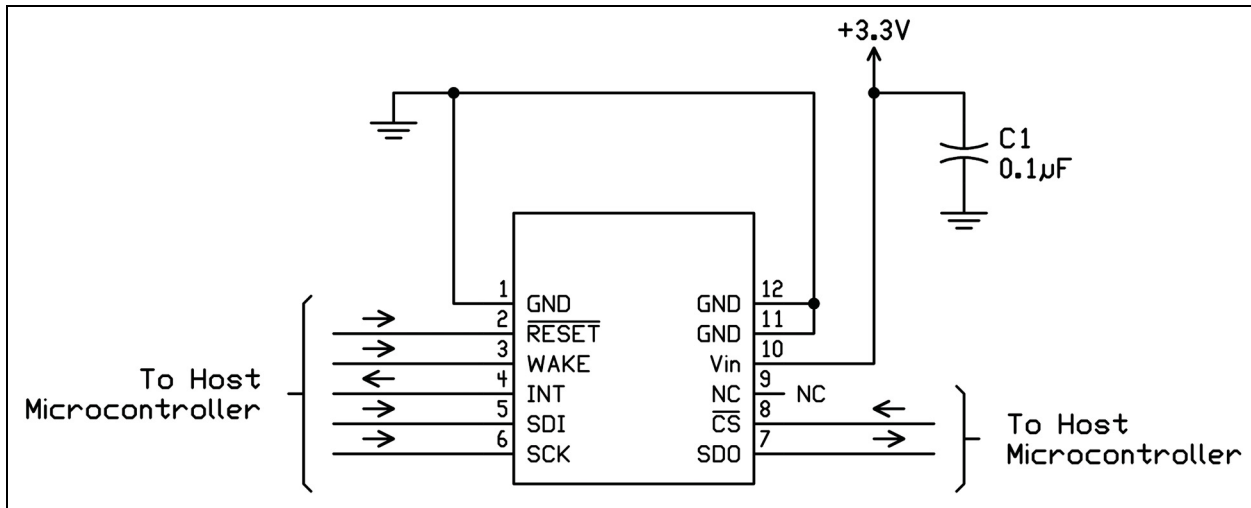 +3.3V
C1
0.1µF
1
GND
2
RESET
3
WAKE
4
INT
5
SDI
6
SCK
12
GND
11
GND
10
Vin
9
NC
NC
8
CS
7
SDO
To Host
Microcontroller
To Host
Microcontroller